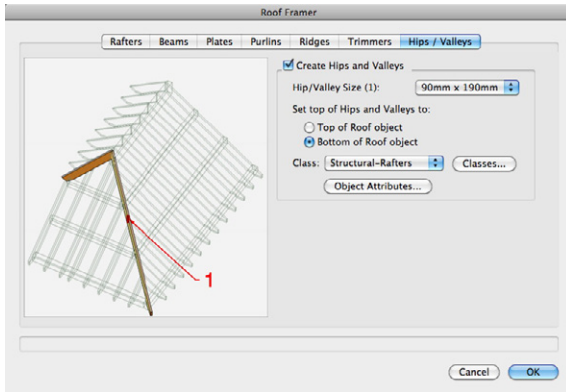 Roof Framer
Rafters Beams Plates Purlins Ridges Trimmers Hips / Valleys
Create Hips and Valleys
Hip/Valley Size (1): 90mm x 190mm
Set top of Hips and Valleys to:
Top of Roof object
Bottom of Roof object
Class: Structural-Rafters Classes...
Object Attributes...
1
Cancel OK